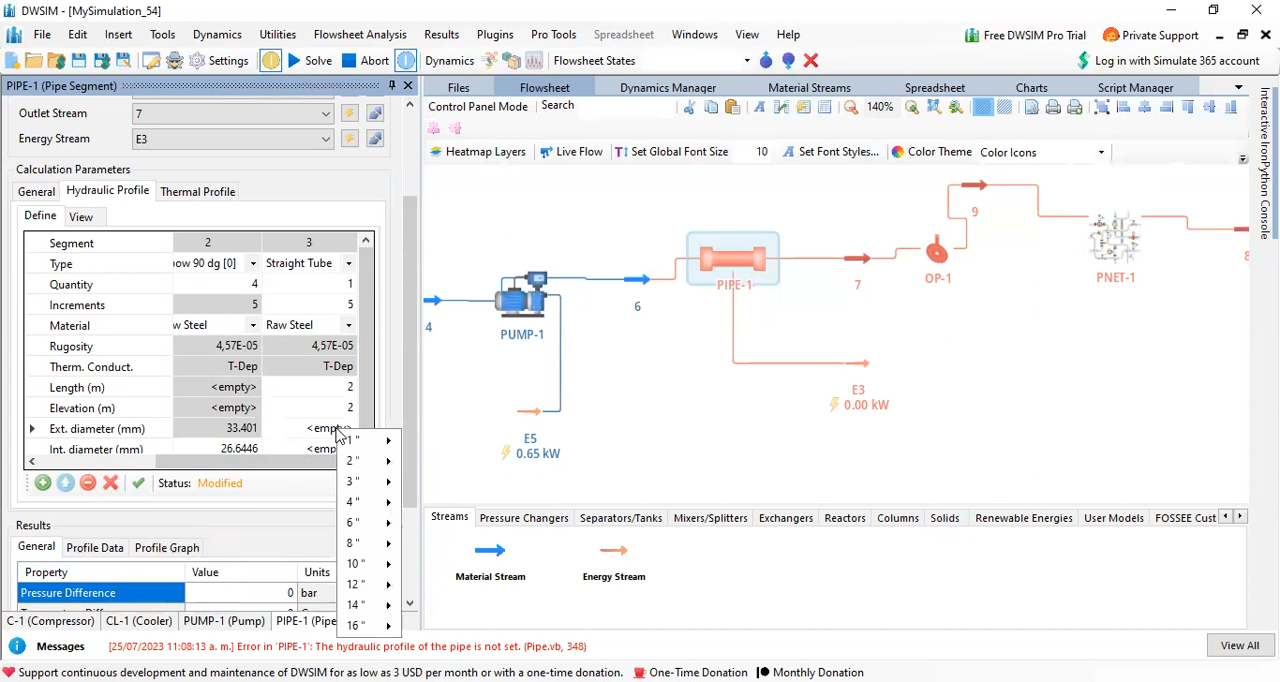 DWSIM - [MySimulation_54]
File Edit Insert Tools Dynamics Utilities Flowsheet Analysis Results Plugins Pro Tools Spreadsheet Windows View Help Free DWSIM Pro Trial Private Support
Settings Solve Abort Dynamics Flowsheet States Log in with Simulate 365 account
PIPE-1 (Pipe Segment)
Outlet Stream 7
Energy Stream E3
Calculation Parameters
General Hydraulic Profile Thermal Profile
Define View
Segment 2 3
Type bow 90 dg [0] Straight Tube
Quantity 4 1
Increments 5 5
Material w Steel Raw Steel
Rugosity 4,57E-05 4,57E-05
Therm. Conduct. T-Dep T-Dep
Length (m) <empty> 2
Elevation (m) <empty> 2
Ext. diameter (mm) 33.401 <empty>
Int. diameter (mm) 26.6446 <emp
1 "
2 "
3 "
4 "
6 "
8 "
10 "
12 "
14 "
16 "
Status: Modified
Results
General Profile Data Profile Graph
Property Value Units
Pressure Difference 0 bar
C-1 (Compressor) CL-1 (Cooler) PUMP-1 (Pump) PIPE-1 (Pipe
Files Flowsheet Dynamics Manager Material Streams Spreadsheet Charts Script Manager
Control Panel Mode Search 140%
Heatmap Layers Live Flow Set Global Font Size 10 Set Font Styles... Color Theme Color Icons
Interactive IronPython Console
4
PUMP-1
6
PIPE-1
7
OP-1
9
PNET-1
8
E5
0.65 kW
E3
0.00 kW
Streams Pressure Changers Separators/Tanks Mixers/Splitters Exchangers Reactors Columns Solids Renewable Energies User Models FOSSEE Cust
Material Stream Energy Stream
Messages [25/07/2023 11:08:13 a. m.] Error in 'PIPE-1': The hydraulic profile of the pipe is not set. (Pipe.vb, 348) View All
Support continuous development and maintenance of DWSIM for as low as 3 USD per month or with a one-time donation. One-Time Donation Monthly Donation